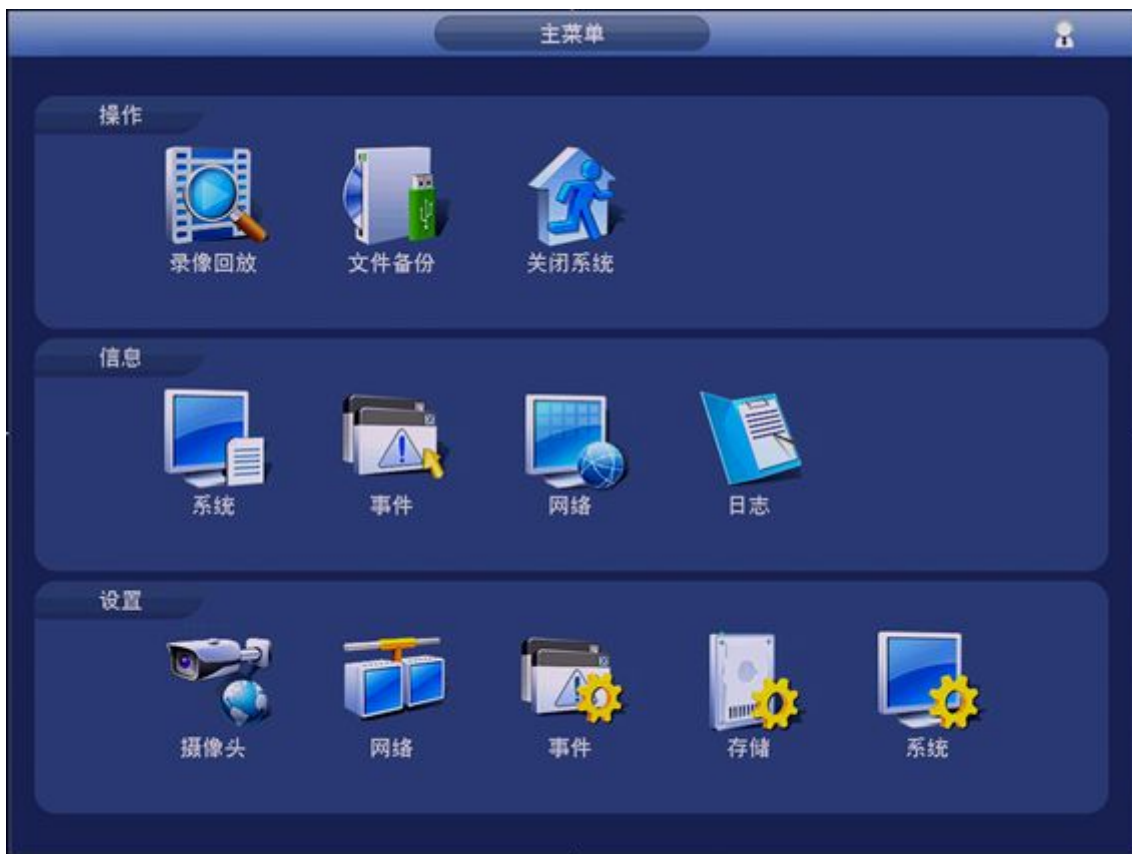 主菜单
操作
录像回放
文件备份
关闭系统
信息
系统
事件
网络
日志
设置
摄像头
网络
事件
存储
系统